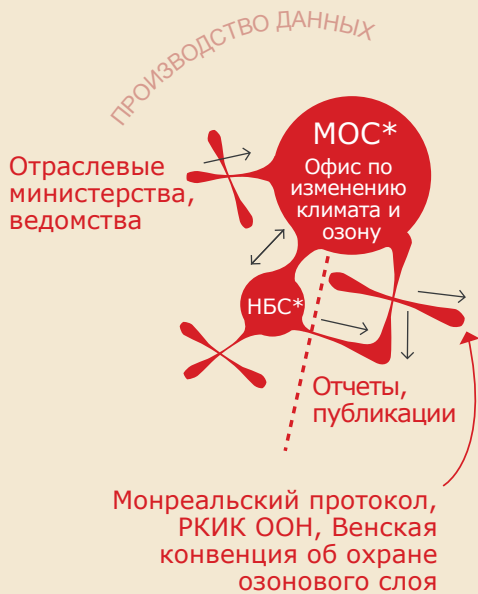 ПРОИЗВОДСТВО ДАННЫХ
МОС*
Офис по
изменению
климата и
озону
Отраслевые
министерства,
ведомства
НБС*
Отчеты,
публикации
Монреальский протокол,
РКИК ООН, Венская
конвенция об охране
озонового слоя